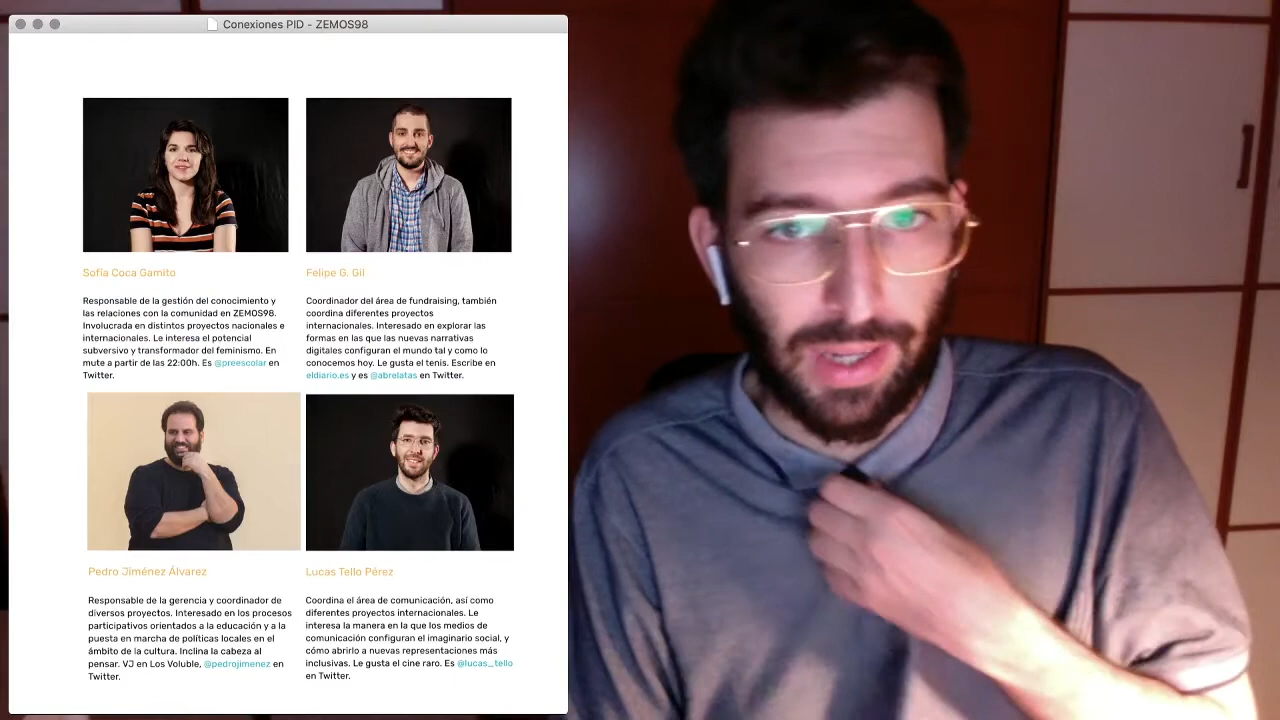 Conexiones PID - ZEMOS98
Sofía Coca Gamito
Responsable de la gestión del conocimiento y
las relaciones con la comunidad en ZEMOS98.
Involucrada en distintos proyectos nacionales e
internacionales. Le interesa el potencial
subversivo y transformador del feminismo. En
mute a partir de las 22:00h. Es @preescolar en
Twitter.
Felipe G. Gil
Coordinador del área de fundraising, también
coordina diferentes proyectos
internacionales. Interesado en explorar las
formas en las que las nuevas narrativas
digitales configuran el mundo tal y como lo
conocemos hoy. Le gusta el tenis. Escribe en
eldiario.es y es @abrelatas en Twitter.
Pedro Jiménez Álvarez
Responsable de la gerencia y coordinador de
diversos proyectos. Interesado en los procesos
participativos orientados a la educación y a la
puesta en marcha de políticas locales en el
ámbito de la cultura. Inclina la cabeza al
pensar. VJ en Los Voluble, @pedrojimenez en
Twitter.
Lucas Tello Pérez
Coordina el área de comunicación, así como
diferentes proyectos internacionales. Le
interesa la manera en la que los medios de
comunicación configuran el imaginario social, y
cómo abrirlo a nuevas representaciones más
inclusivas. Le gusta el cine raro. Es @lucas_tello
en Twitter.